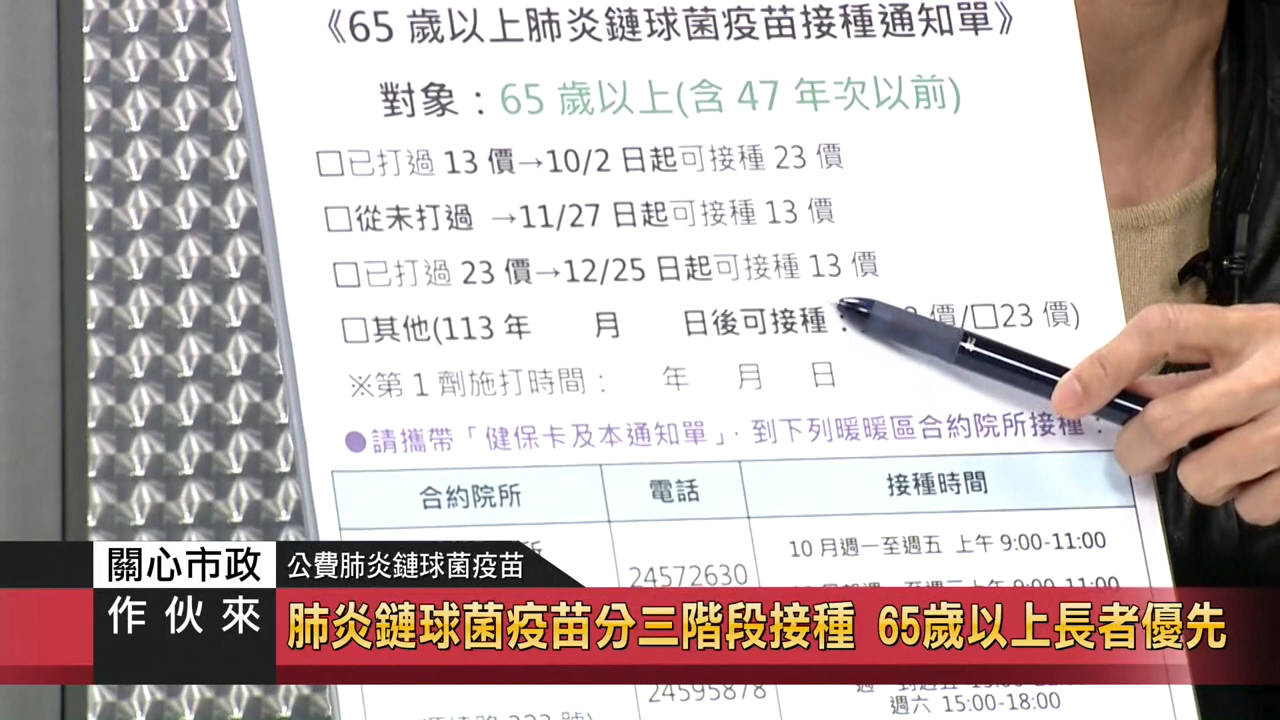 《65 歲以上肺炎鏈球菌疫苗接種通知單》
對象：65 歲以上(含 47 年次以前)
□已打過 13 價→10/2 日起可接種 23 價
□從未打過 →11/27 日起可接種 13 價
□已打過 23 價→12/25 日起可接種 13 價
□其他(113 年 月 日後可接種： 價/□23 價)
※第 1 劑施打時間： 年 月 日
●請攜帶「健保卡及本通知單」，到下列暖暖區合約院所接種：
合約院所 電話 接種時間
所 24572630 10 月週一至週五 上午 9:00-11:00
上午 9:00-11:00
24595878
週六 15:00-18:00
關心市政 公費肺炎鏈球菌疫苗
作伙來 肺炎鏈球菌疫苗分三階段接種 65歲以上長者優先